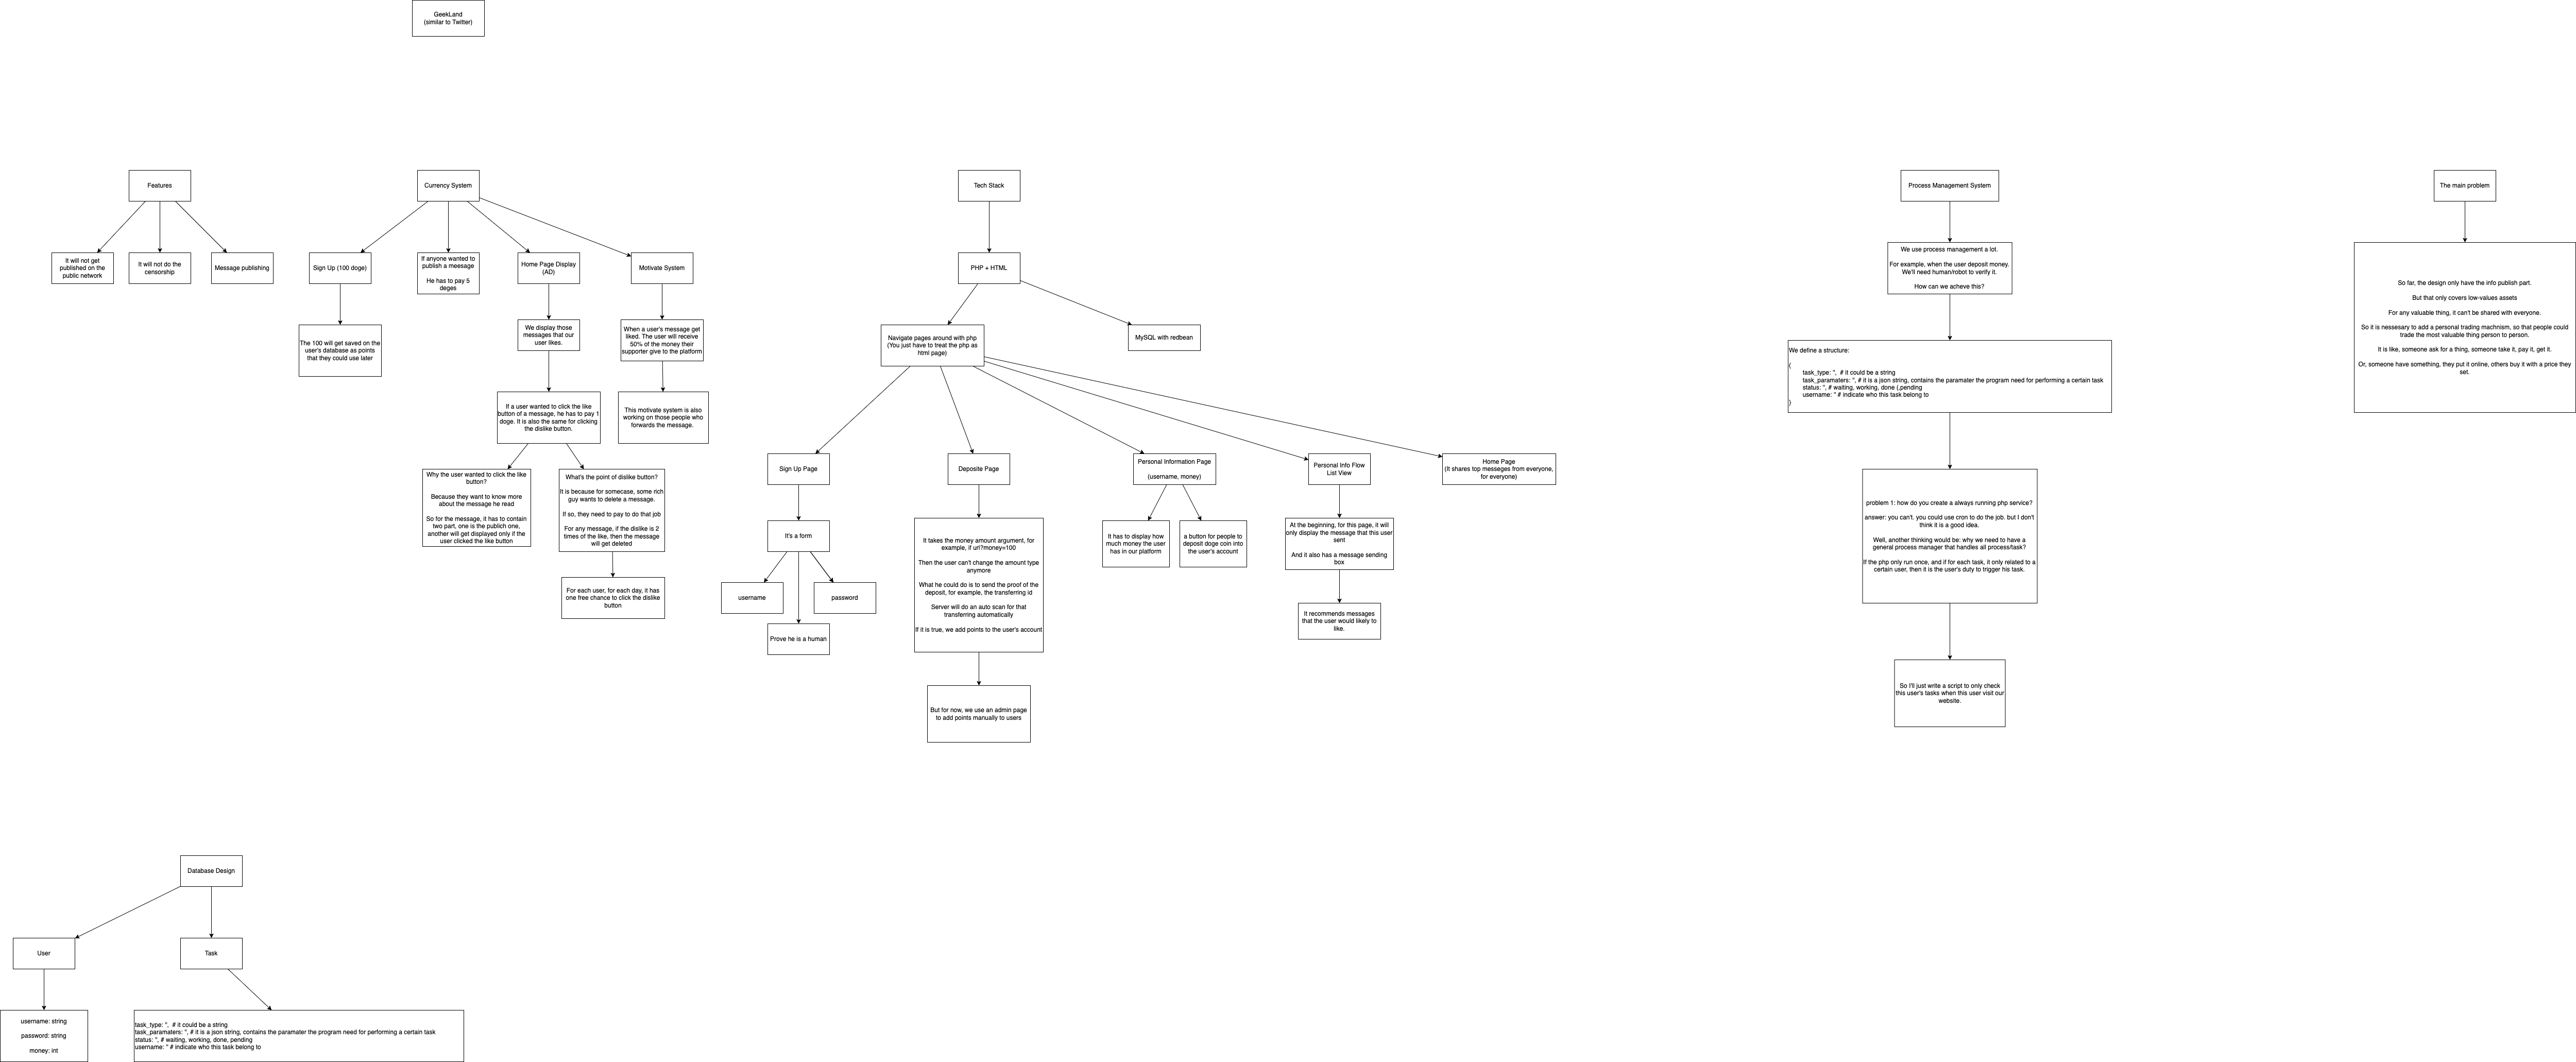 GeekLand
(similar to Twitter)
Features
It will not get
published on the
public network
It will not do the
censorship
Message publishing
Currency System
Sign Up (100 doge)
The 100 will get saved on the
user's database as points
that they could use later
If anyone wanted to
publish a meesage
He has to pay 5
deges
Home Page Display
(AD)
We display those
messages that our
user likes.
If a user wanted to click the like
button of a message, he has to pay 1
doge. It is also the same for clicking
the dislike button.
Why the user wanted to click the like
button?
Because they want to know more
about the message he read
So for the message, it has to contain
two part, one is the publich one,
another will get displayed only if the
user clicked the like button
What's the point of dislike button?
It is because for somecase, some rich
guy wants to delete a message.
If so, they need to pay to do that job
For any message, if the dislike is 2
times of the like, then the message
will get deleted
For each user, for each day, it has
one free chance to click the dislike
button
Motivate System
When a user's message get
liked. The user will receive
50% of the money their
supporter give to the platform
This motivate system is also
working on those people who
forwards the message.
Tech Stack
PHP + HTML
Navigate pages around with php
(You just have to treat the php as
html page)
MySQL with redbean
Sign Up Page
It's a form
username
password
Prove he is a human
Deposite Page
It takes the money amount argument, for
example, if url?money=100
Then the user can't change the amount type
anymore
What he could do is to send the proof of the
deposit, for example, the transferring id
Server will do an auto scan for that
transferring automatically
If it is true, we add points to the user's account
But for now, we use an admin page
to add points manually to users
Personal Information Page
(username, money)
It has to display how
much money the user
has in our platform
a button for people to
deposit doge coin into
the user's account
Personal Info Flow
List View
At the beginning, for this page, it will
only display the message that this user
sent
And it also has a message sending
box
It recommends messages
that the user would likely to
like.
Home Page
(It shares top messeges from everyone,
for everyone)
Process Management System
We use process management a lot.
For example, when the user deposit money.
We'll need human/robot to verify it.
How can we acheve this?
We define a structure:
{
task_type: '', # it could be a string
task_paramaters: '', # it is a json string, contains the paramater the program need for performing a certain task
status: '', # waiting, working, done (,pending
username: '' # indicate who this task belong to
}
problem 1: how do you create a always running php service?
answer: you can't. you could use cron to do the job. but I don't
think it is a good idea.
Well, another thinking would be: why we need to have a
general process manager that handles all process/task?
If the php only run once, and if for each task, it only related to a
certain user, then it is the user's duty to trigger his task.
So I'll just write a script to only check
this user's tasks when this user visit our
website.
The main problem
So far, the design only have the info publish part.
But that only covers low-values assets
For any valuable thing, it can't be shared with everyone.
So it is nessesary to add a personal trading machnism, so that people could
trade the most valuable thing person to person.
It is like, someone ask for a thing, someone take it, pay it, get it.
Or, someone have something, they put it online, others buy it with a price they
set.
Database Design
User
username: string
password: string
money: int
Task
task_type: '', # it could be a string
task_paramaters: '', # it is a json string, contains the paramater the program need for performing a certain task
status: '', # waiting, working, done, pending
username: '' # indicate who this task belong to